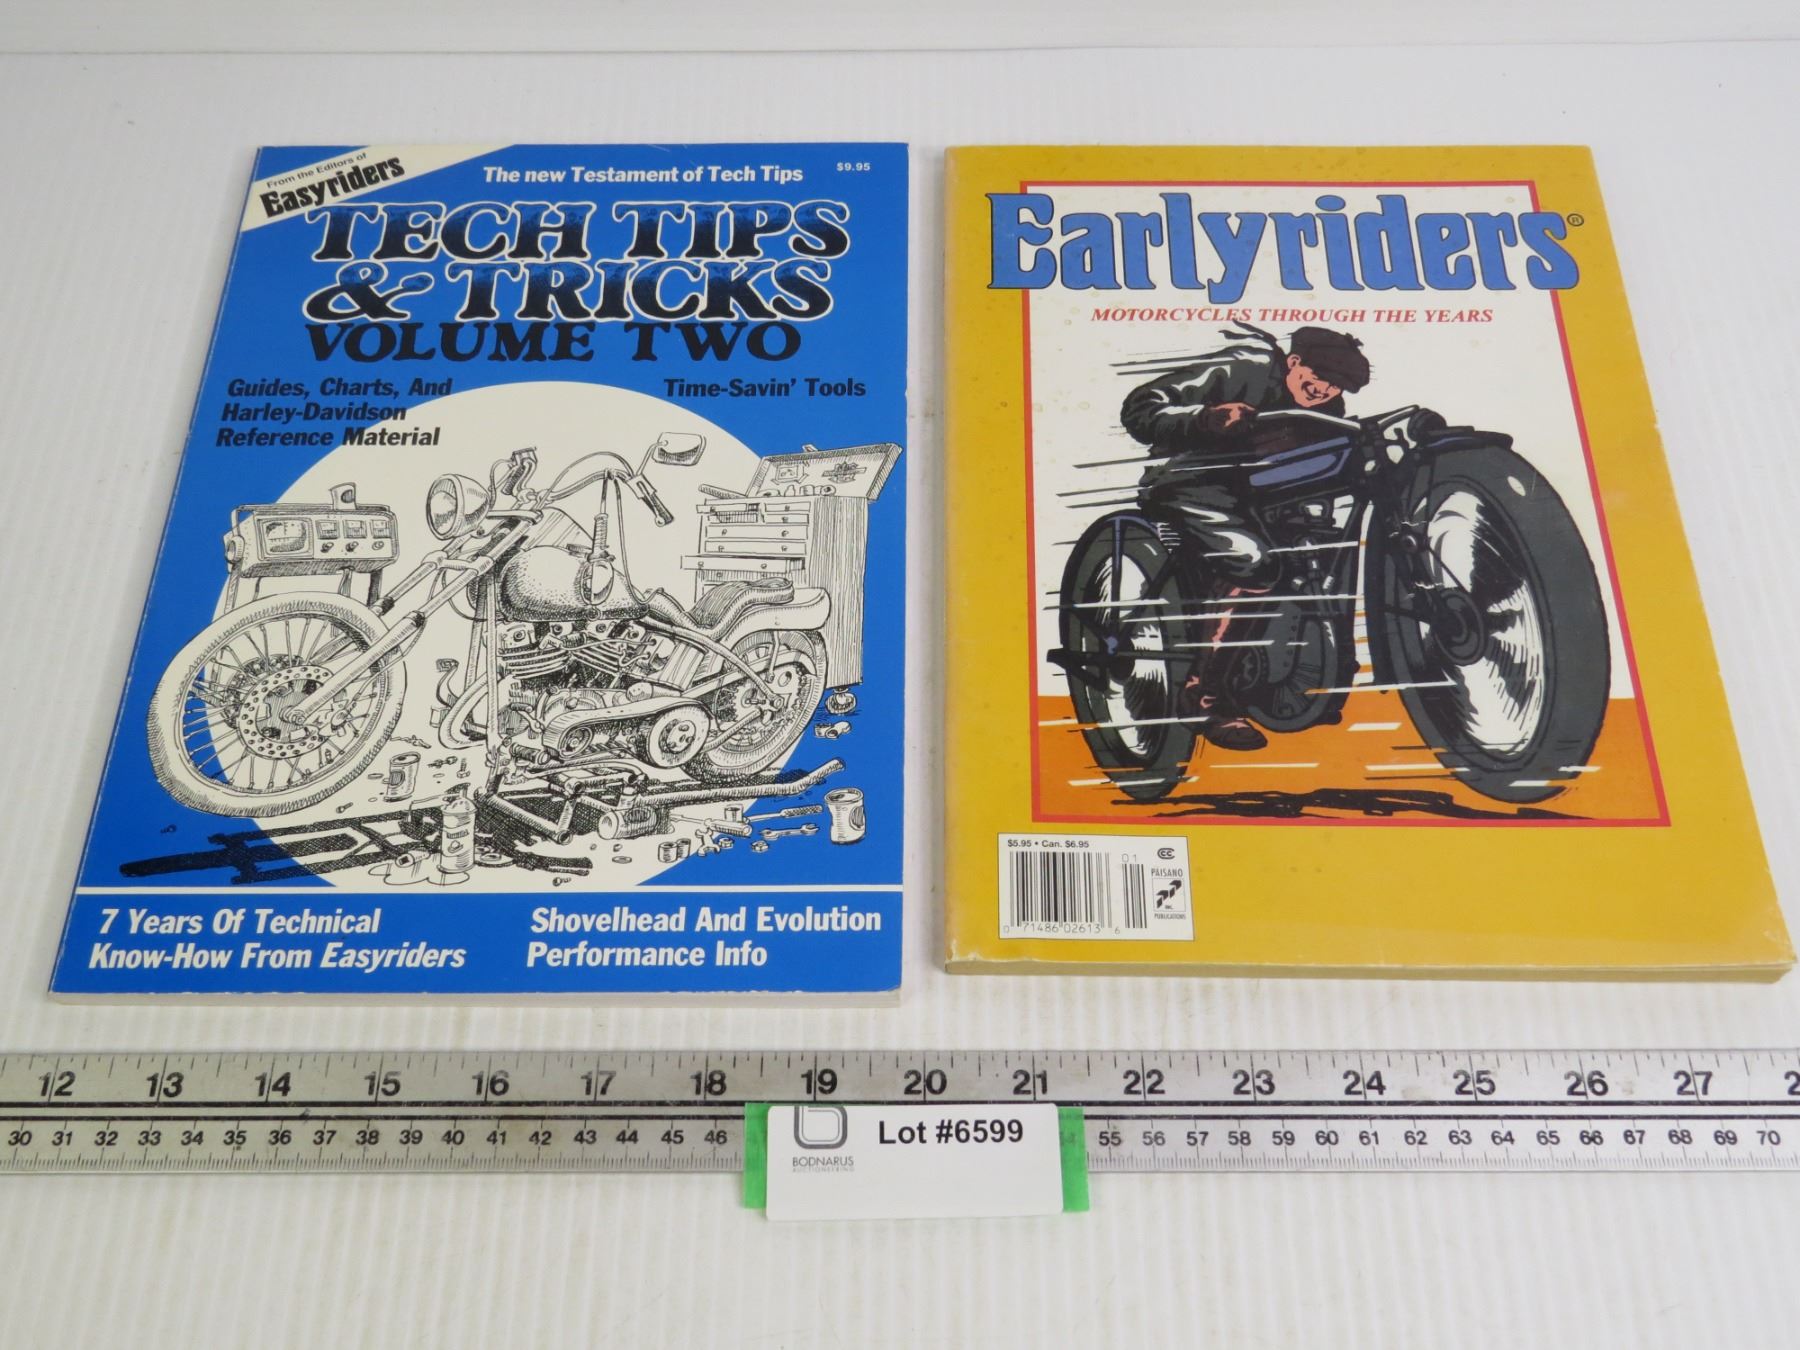 From the Editors of
Easyriders
The new Testament of Tech Tips
$9.95
TECH TIPS
& TRICKS
VOLUME TWO
Guides, Charts, And
Harley-Davidson
Reference Material
Time-Savin' Tools
7 Years Of Technical
Know-How From Easyriders
Shovelhead And Evolution
Performance Info
Earlyriders®
MOTORCYCLES THROUGH THE YEARS
$5.95 • Can. $6.95
01
CC
PAISANO
INC.
PUBLICATIONS
0 71486 02613 6
12 13 14 15 16 17 18 19 20 21 22 23 24 25 26 27 2
30 31 32 33 34 35 36 37 38 39 40 41 42 43 44 45 46 55 56 57 58 59 60 61 62 63 64 65 66 67 68 69 70
Lot #6599
BODNARUS
AUCTIONEERING